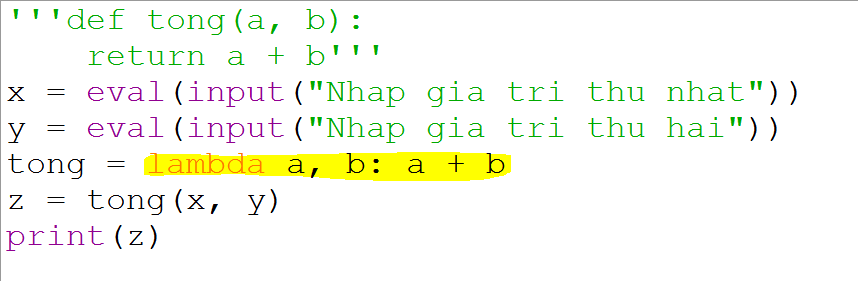 '''def tong(a, b):
    return a + b'''
x = eval(input("Nhap gia tri thu nhat"))
y = eval(input("Nhap gia tri thu hai"))
tong = lambda a, b: a + b
z = tong(x, y)
print(z)